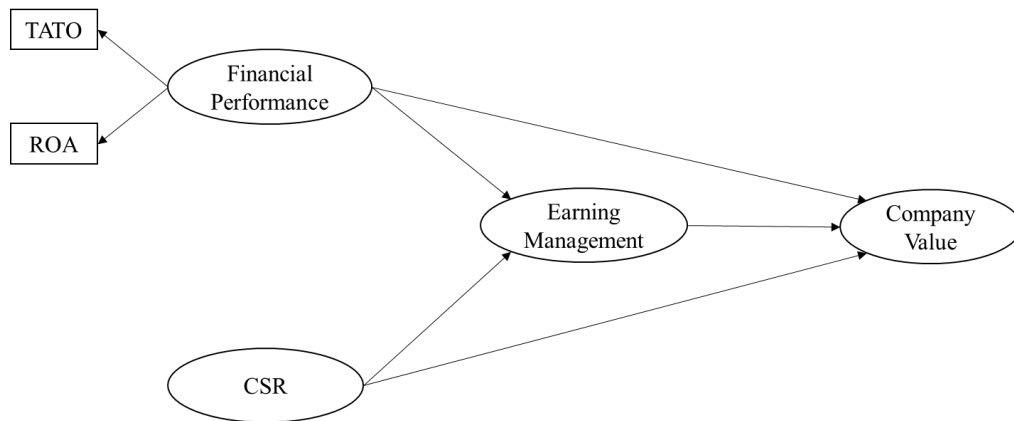 TATO
Financial
Performance
ROA
Earning
Management
Company
Value
CSR